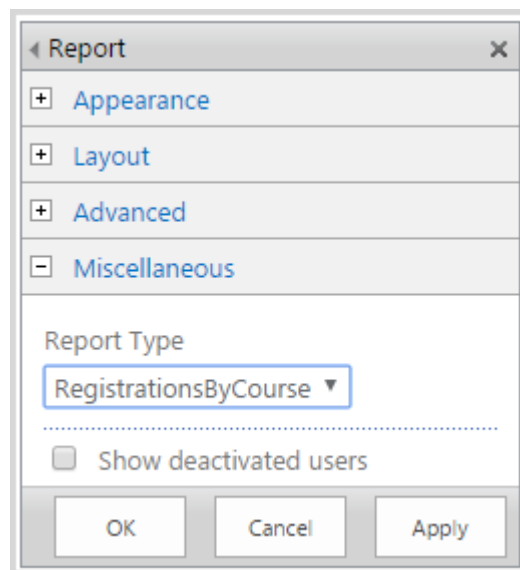 Report
Appearance
Layout
Advanced
Miscellaneous
Report Type
RegistrationsByCourse
Show deactivated users
OK Cancel Apply